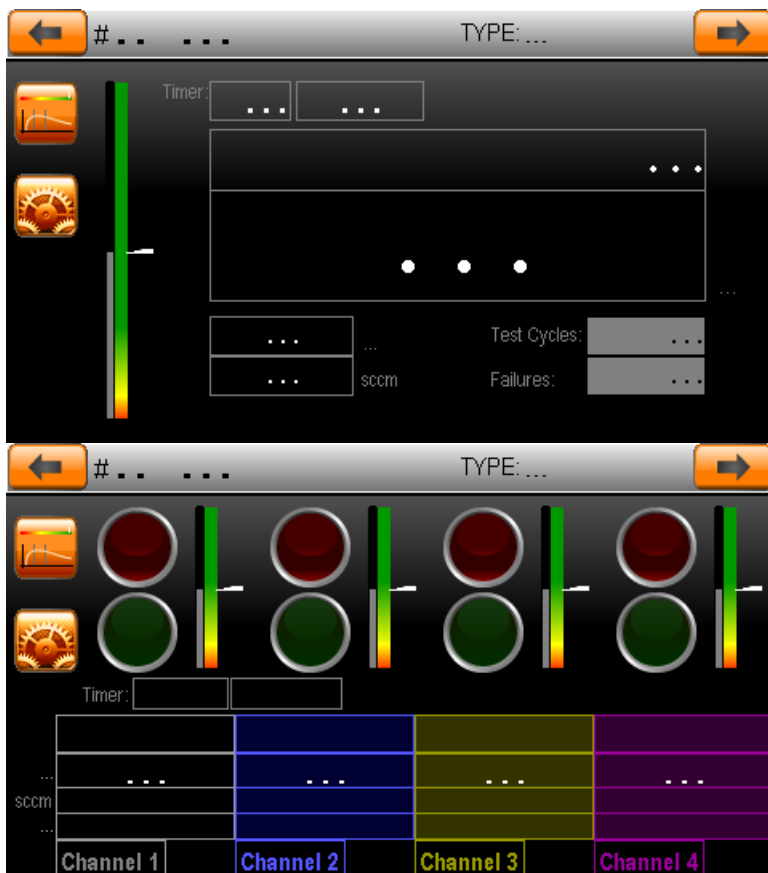 #.. ... TYPE: ...
Timer: ... ...
...
... ...
... ... Test Cycles: ...
... sccm Failures: ...
#.. ... TYPE: ...
Timer:
... ... ... ... ...
sccm
...
Channel 1 Channel 2 Channel 3 Channel 4